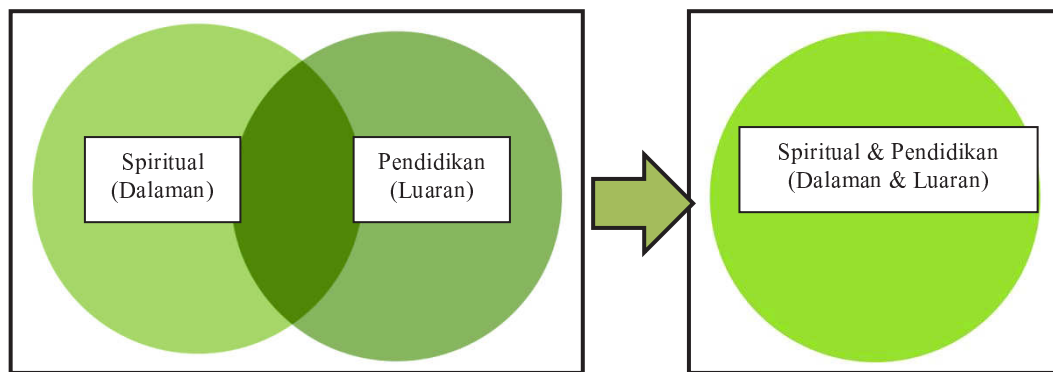 Spiritual
(Dalaman)
Pendidikan
(Luaran)
Spiritual & Pendidikan
(Dalaman & Luaran)